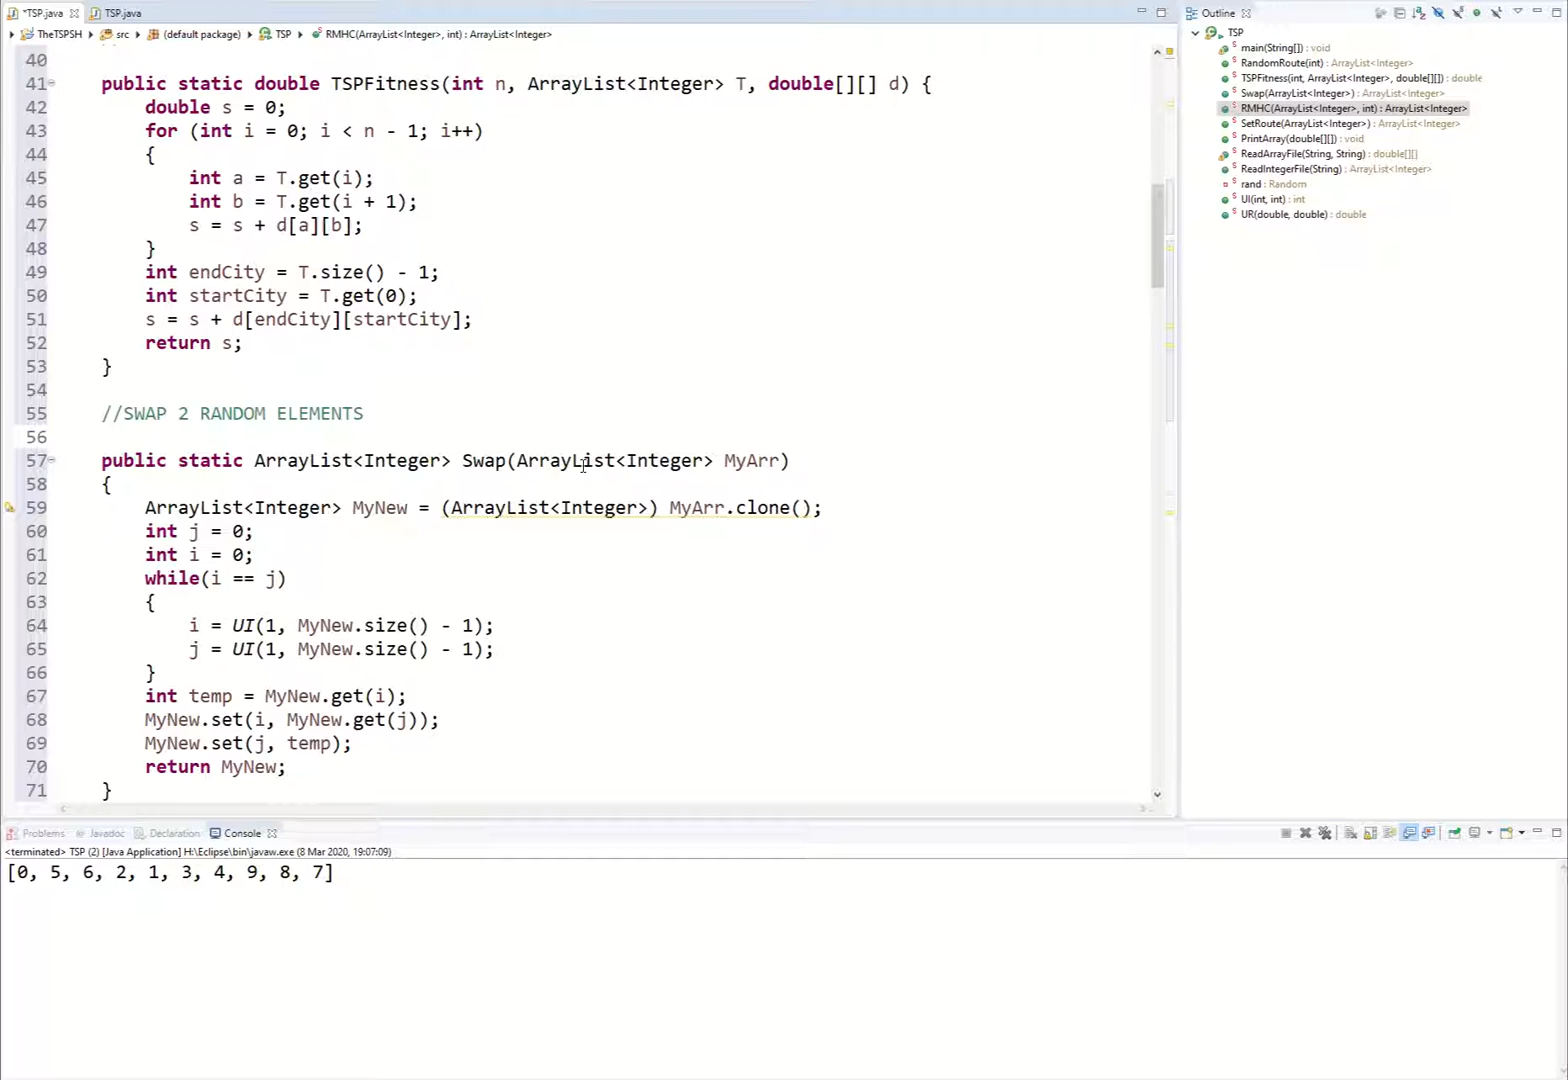 *TSP.java
TSP.java
Outline
TheTSPSH
src
(default package)
TSP
RMHC(ArrayList<Integer>, int) : ArrayList<Integer>
TSP
main(String[]) : void
RandomRoute(int) : ArrayList<Integer>
TSPFitness(int, ArrayList<Integer>, double[][]) : double
Swap(ArrayList<Integer>) : ArrayList<Integer>
RMHC(ArrayList<Integer>, int) : ArrayList<Integer>
SetRoute(ArrayList<Integer>) : ArrayList<Integer>
PrintArray(double[][]) : void
ReadArrayFile(String, String) : double[][]
ReadIntegerFile(String) : ArrayList<Integer>
rand : Random
UI(int, int) : int
UR(double, double) : double
40
41 public static double TSPFitness(int n, ArrayList<Integer> T, double[][] d) {
42 double s = 0;
43 for (int i = 0; i < n - 1; i++)
44 {
45 int a = T.get(i);
46 int b = T.get(i + 1);
47 s = s + d[a][b];
48 }
49 int endCity = T.size() - 1;
50 int startCity = T.get(0);
51 s = s + d[endCity][startCity];
52 return s;
53 }
54
55 //SWAP 2 RANDOM ELEMENTS
56
57 public static ArrayList<Integer> Swap(ArrayList<Integer> MyArr)
58 {
59 ArrayList<Integer> MyNew = (ArrayList<Integer>) MyArr.clone();
60 int j = 0;
61 int i = 0;
62 while(i == j)
63 {
64 i = UI(1, MyNew.size() - 1);
65 j = UI(1, MyNew.size() - 1);
66 }
67 int temp = MyNew.get(i);
68 MyNew.set(i, MyNew.get(j));
69 MyNew.set(j, temp);
70 return MyNew;
71 }
Problems
Javadoc
Declaration
Console
<terminated> TSP (2) [Java Application] H:\Eclipse\bin\javaw.exe (8 Mar 2020, 19:07:09)
[0, 5, 6, 2, 1, 3, 4, 9, 8, 7]